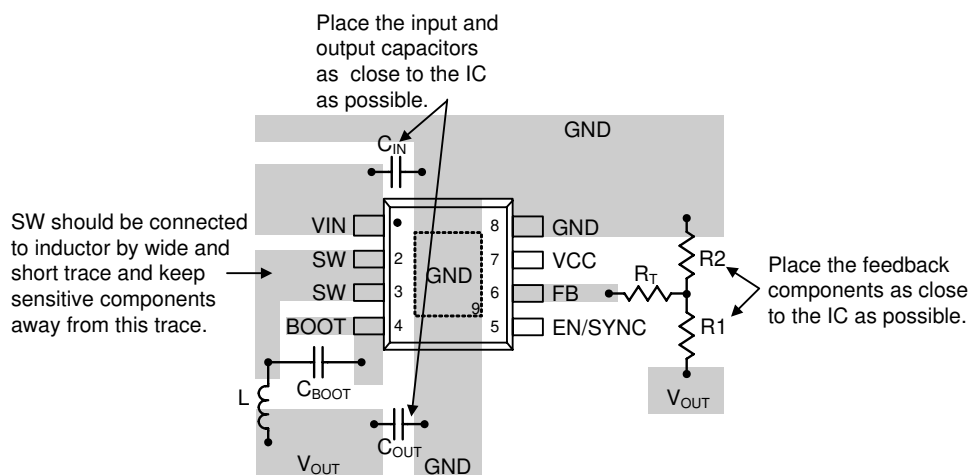 Place the input and
output capacitors
as close to the IC
as possible.
GND
CIN
SW should be connected
to inductor by wide and
short trace and keep
sensitive components
away from this trace.
VIN
SW
SW
BOOT
2
3
4
GND
9
8
7
6
5
GND
VCC
FB
EN/SYNC
RT
R2
R1
Place the feedback
components as close
to the IC as possible.
L
CBOOT
COUT
VOUT
GND
VOUT